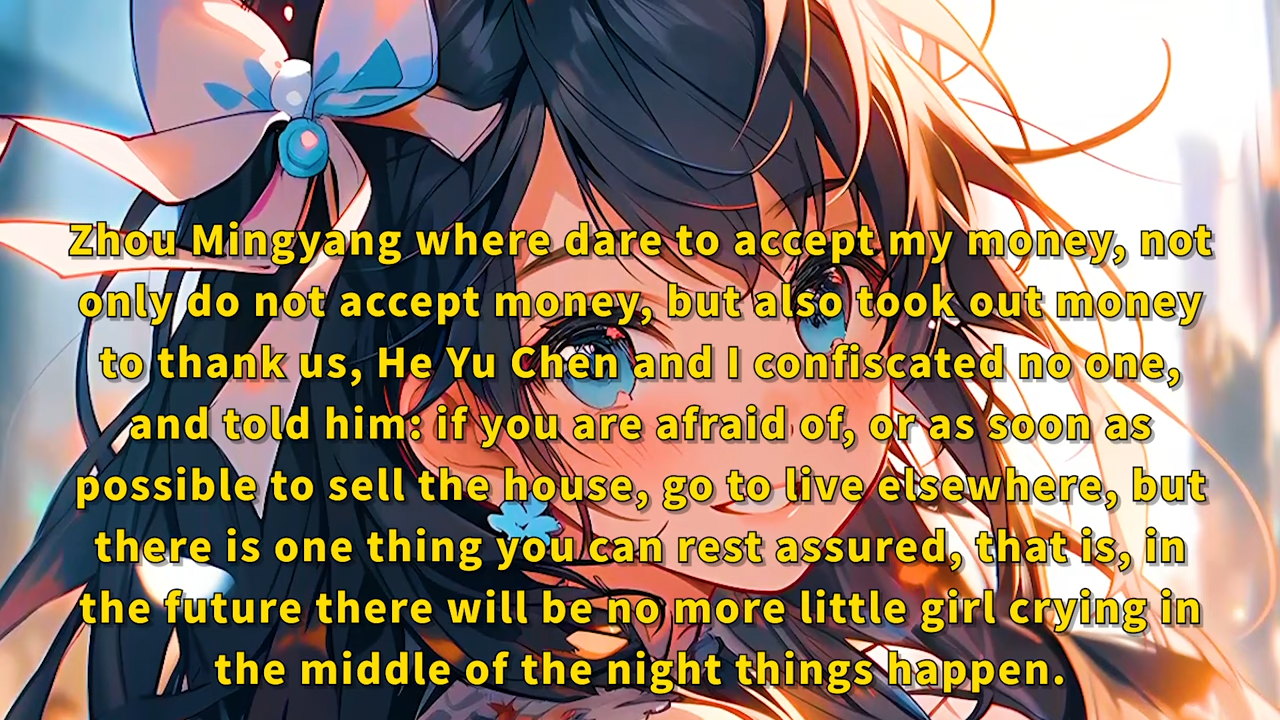 Zhou Mingyang where dare to accept my money, not
only do not accept money, but also took out money
to thank us, He Yu Chen and I confiscated no one,
and told him: if you are afraid of, or as soon as
possible to sell the house, go to live elsewhere, but
there is one thing you can rest assured, that is, in
the future there will be no more little girl crying in
the middle of the night things happen.